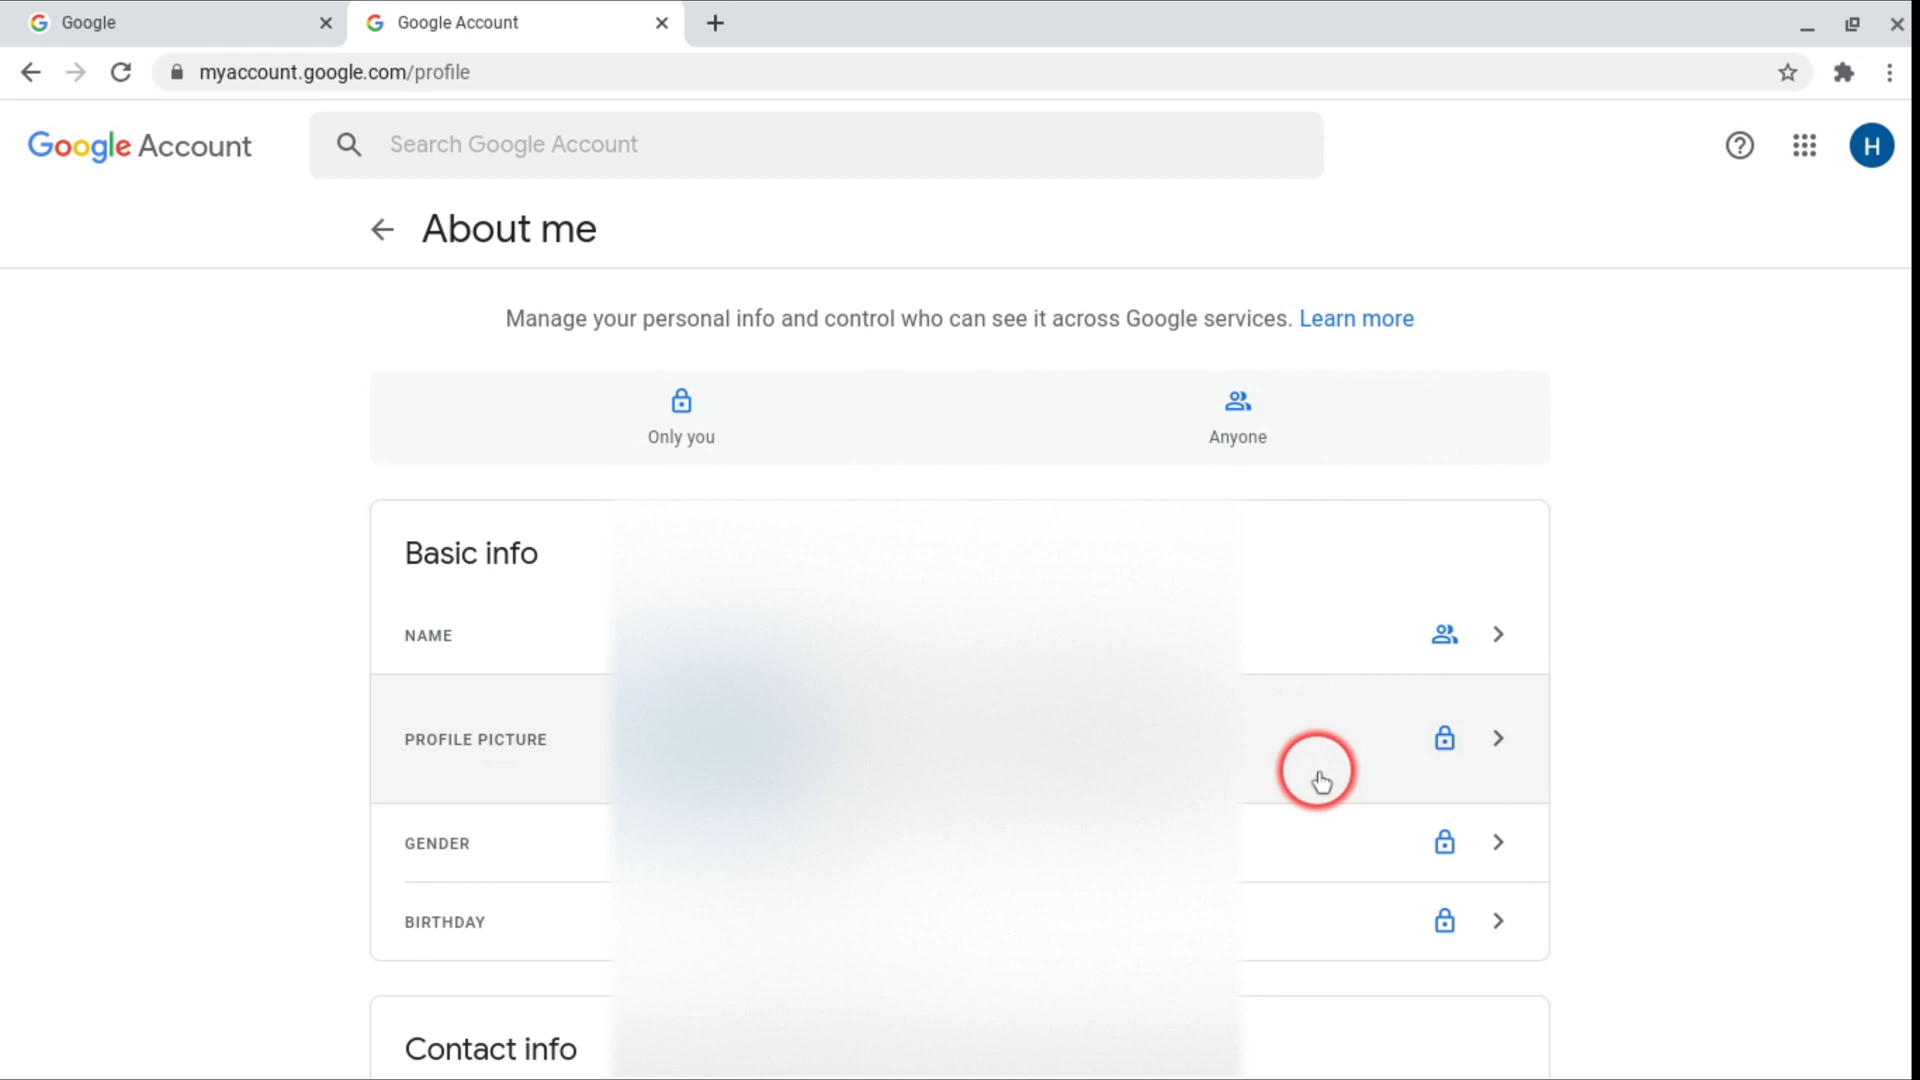 Google
Google Account
myaccount.google.com/profile
Google Account
Search Google Account
H
About me
Manage your personal info and control who can see it across Google services. Learn more
Only you
Anyone
Basic info
NAME
PROFILE PICTURE
GENDER
BIRTHDAY
Contact info